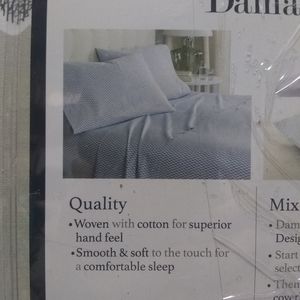 Dama
Quality
• Woven with cotton for superior
hand feel
• Smooth & soft to the touch for
a comfortable sleep
Mix
• Dam
Desig
• Start
select
• Then